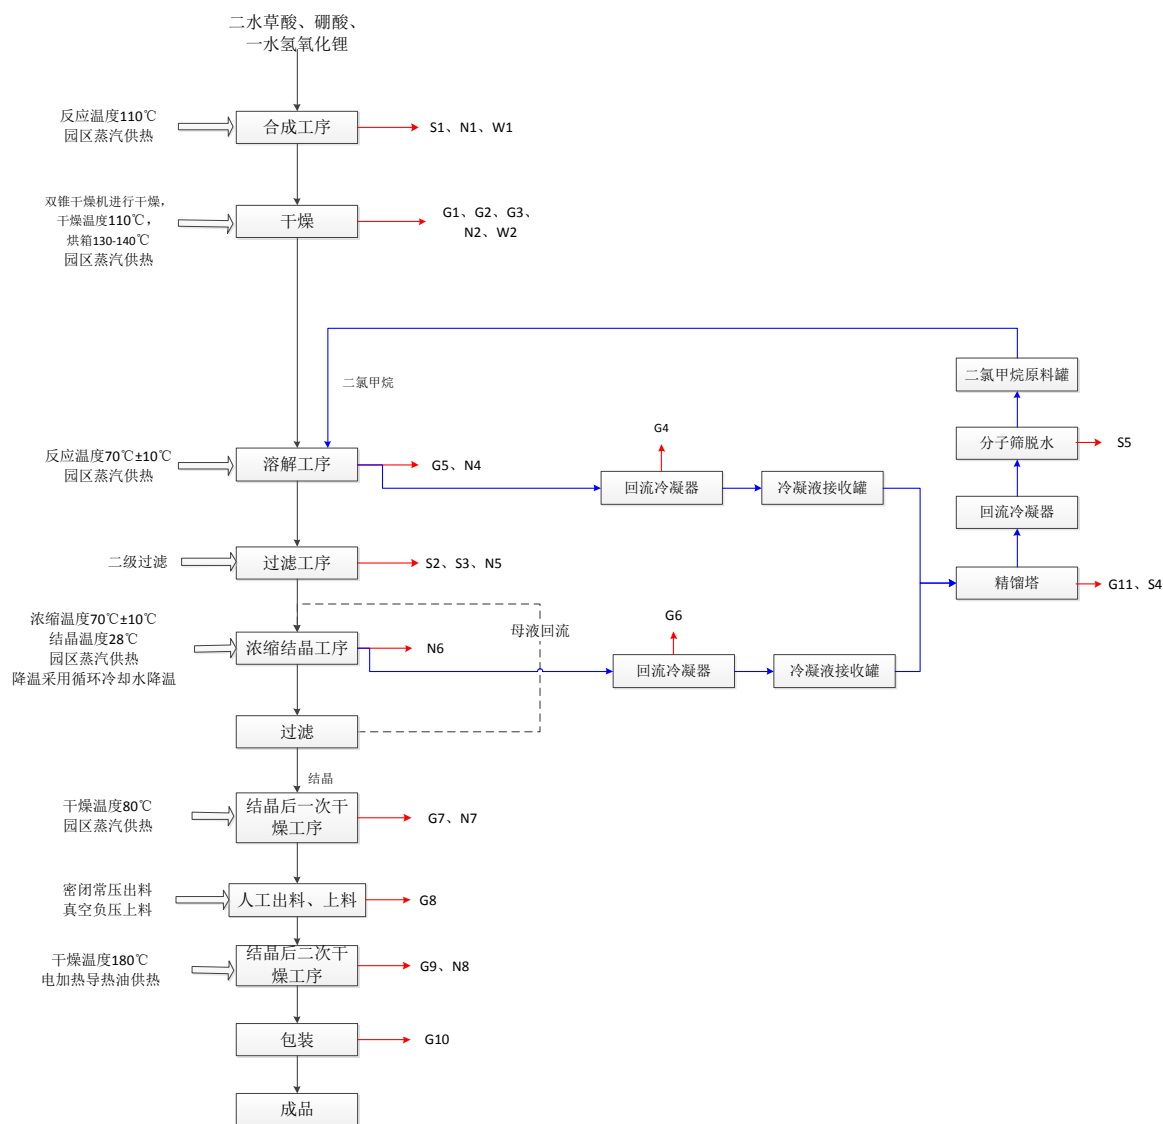 二水草酸、硼酸、
一水氢氧化锂
反应温度110℃
园区蒸汽供热
合成工序
S1、N1、W1
双锥干燥机进行干燥，
干燥温度110℃，
烘箱130-140℃
园区蒸汽供热
干燥
G1、G2、G3、
N2、W2
二氯甲烷
二氯甲烷原料罐
分子筛脱水
S5
反应温度70℃±10℃
园区蒸汽供热
溶解工序
G5、N4
G4
回流冷凝器
冷凝液接收罐
回流冷凝器
二级过滤
过滤工序
S2、S3、N5
精馏塔
G11、S4
浓缩温度70℃±10℃
结晶温度28℃
园区蒸汽供热
降温采用循环冷却水降温
浓缩结晶工序
N6
母液回流
G6
回流冷凝器
冷凝液接收罐
过滤
结晶
干燥温度80℃
园区蒸汽供热
结晶后一次干
燥工序
G7、N7
密闭常压出料
真空负压上料
人工出料、上料
G8
干燥温度180℃
电加热导热油供热
结晶后二次干
燥工序
G9、N8
包装
G10
成品